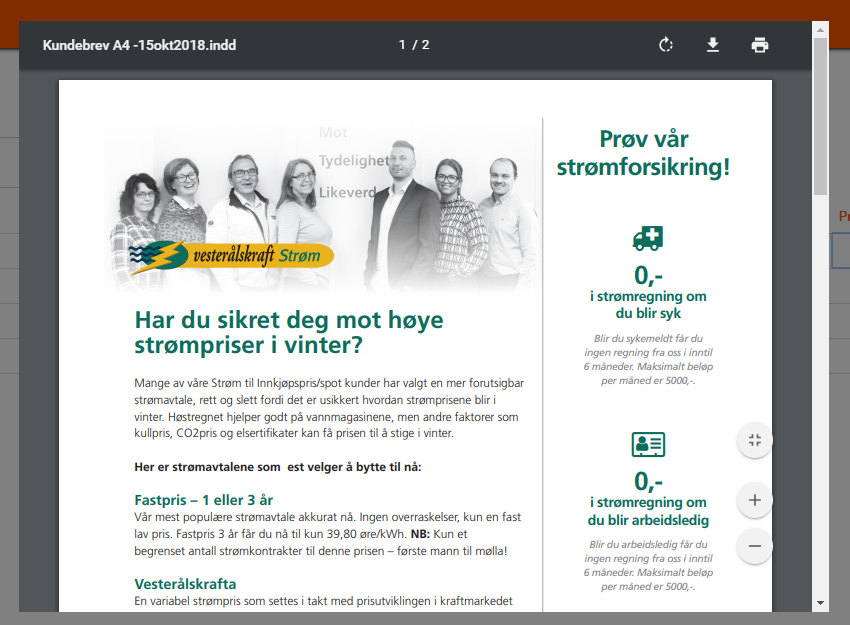 Kundebrev A4 -15okt2018.indd
1 / 2
Mot
Tydelighet
Likeverd
vesterålskraft Strøm
Har du sikret deg mot høye
strømpriser i vinter?
Mange av våre Strøm til Innkjøpspris/spot kunder har valgt en mer forutsigbar
strømavtale, rett og slett fordi det er usikkert hvordan strømprisene blir i
vinter. Høstregnet hjelper godt på vannmagasinene, men andre faktorer som
kullpris, CO2pris og elsertifikater kan få prisen til å stige i vinter.
Her er strømavtalene som  est velger å bytte til nå:
Fastpris – 1 eller 3 år
Vår mest populære strømavtale akkurat nå. Ingen overraskelser, kun en fast
lav pris. Fastpris 3 år får du nå til kun 39,80 øre/kWh. NB: Kun et
begrenset antall strømkontrakter til denne prisen – første mann til mølla!
Vesterålskrafta
En variabel strømpris som settes i takt med prisutviklingen i kraftmarkedet
Prøv vår
strømforsikring!
0,-
i strømregning om
du blir syk
Blir du sykemeldt får du
ingen regning fra oss i inntil
6 måneder. Maksimalt beløp
per måned er 5000,-.
0,-
i strømregning om
du blir arbeidsledig
Blir du arbeidsledig får du
ingen regning fra oss i inntil
6 måneder. Maksimalt beløp
per måned er 5000,-.